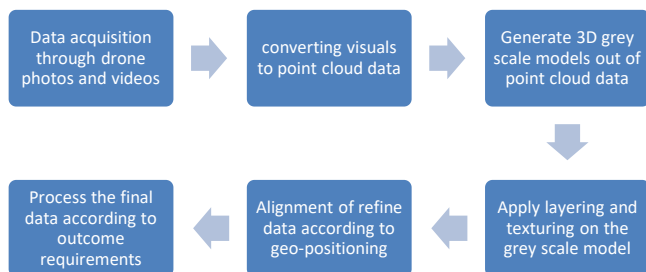 Data acquisition
through drone
photos and videos
converting visuals
to point cloud data
Generate 3D grey
scale models out of
point cloud data
Apply layering and
texturing on the
grey scale model
Alignment of refine
data according to
geo-positioning
Process the final
data according to
outcome
requirements